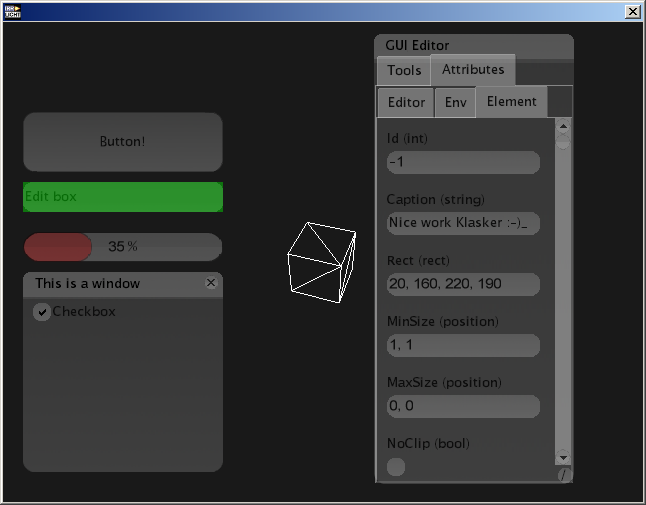 IRR
LICHT
GUI Editor
Tools Attributes
Editor Env Element
Button!
Id (int)
-1
Edit box
Caption (string)
Nice work Klasker :-)_
35 %
Rect (rect)
20, 160, 220, 190
This is a window
Checkbox
MinSize (position)
1, 1
MaxSize (position)
0, 0
NoClip (bool)